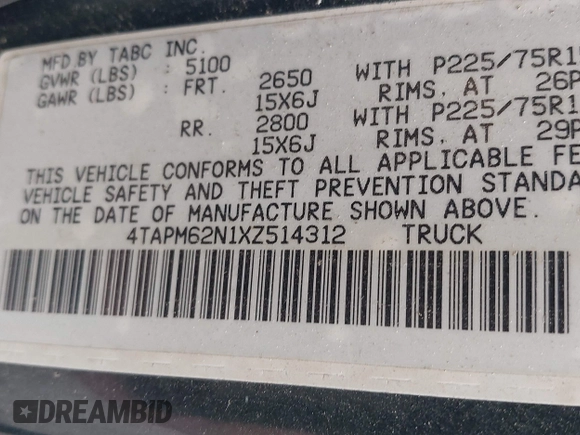 MFD.BY TABC INC.
GVWR (LBS) : 5100
GAWR (LBS) : FRT. 2650 WITH P225/75R1
15X6J RIMS. AT 26P
RR. 2800 WITH P225/75R1
15X6J RIMS. AT 29P
THIS VEHICLE CONFORMS TO ALL APPLICABLE FE
VEHICLE SAFETY AND THEFT PREVENTION STANDA
ON THE DATE OF MANUFACTURE SHOWN ABOVE.
4TAPM62N1XZ514312 TRUCK
DREAMBID